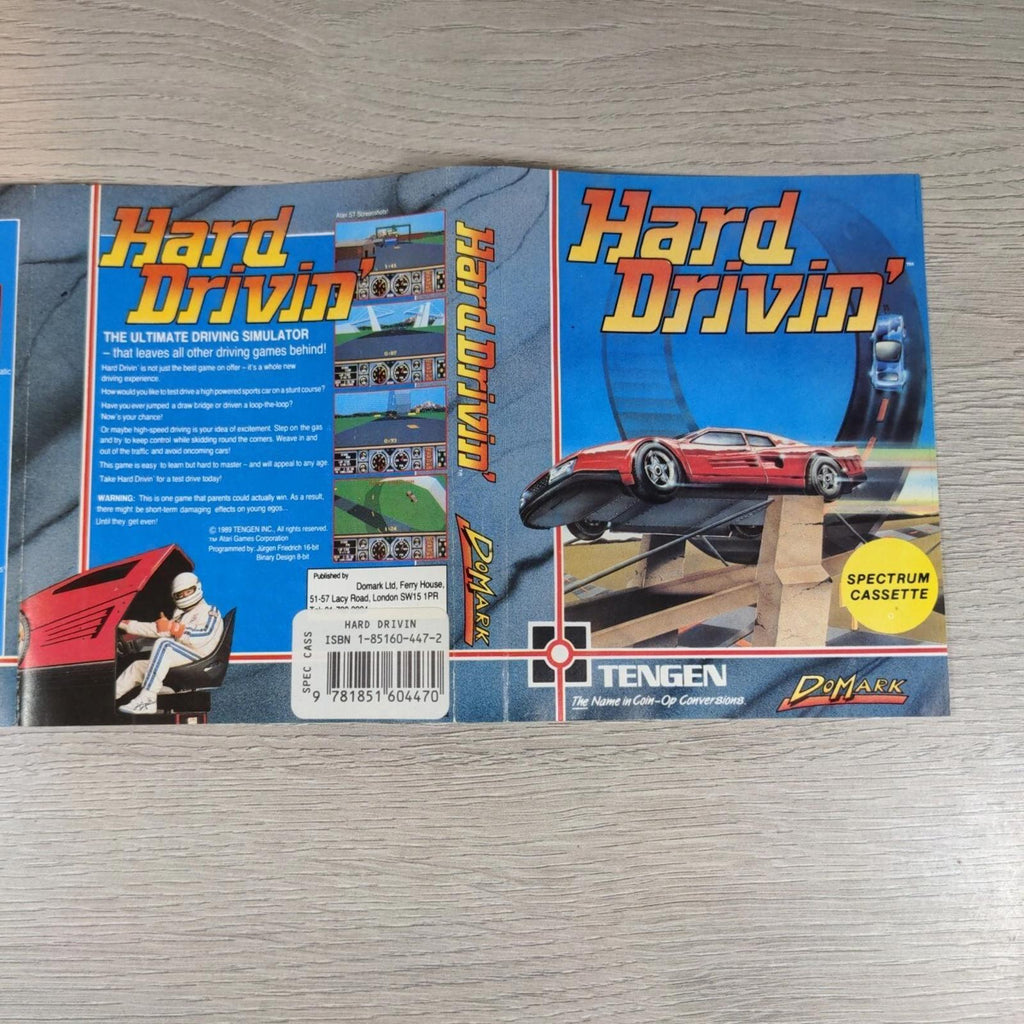 Hard
Drivin'
THE ULTIMATE DRIVING SIMULATOR
– that leaves all other driving games behind!
Hard Drivin' is not just the best game on offer – it's a whole new
driving experience.
How would you like to test drive a high powered sports car on a stunt course?
Have you ever jumped a draw bridge or driven a loop-the-loop?
Now's your chance!
Or maybe high-speed driving is your idea of excitement. Step on the gas
and try to keep control while skidding round the corners. Weave in and
out of the traffic and avoid oncoming cars!
This game is easy to learn but hard to master – and will appeal to any age
Take Hard Drivin' for a test drive today!
WARNING: This is one game that parents could actually win. As a result,
there might be short-term damaging effects on young egos...
Until they get even!
© 1989 TENGEN INC., All rights reserved.
TM Atari Games Corporation
Programmed by: Jürgen Friedrich 16-bit
Binary Design 8-bit
Atari ST Screenshots!
Published by
Domark Ltd, Ferry House,
51-57 Lacy Road, London SW15 1PR
SPEC CASS
HARD DRIVIN
ISBN 1-85160-447-2
9 781851 604470
Hard Drivin'
DOMARK
Hard
Drivin'
TM
SPECTRUM
CASSETTE
TENGEN
The Name in Coin-Op Conversions.
DOMARK